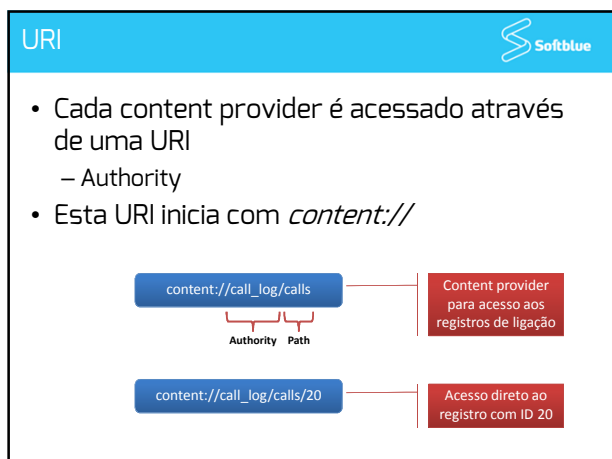 URI
Softblue
• Cada content provider é acessado através
de uma URI
– Authority
• Esta URI inicia com content://
content://call_log/calls
Authority Path
Content provider
para acesso aos
registros de ligação
content://call_log/calls/20
Acesso direto ao
registro com ID 20